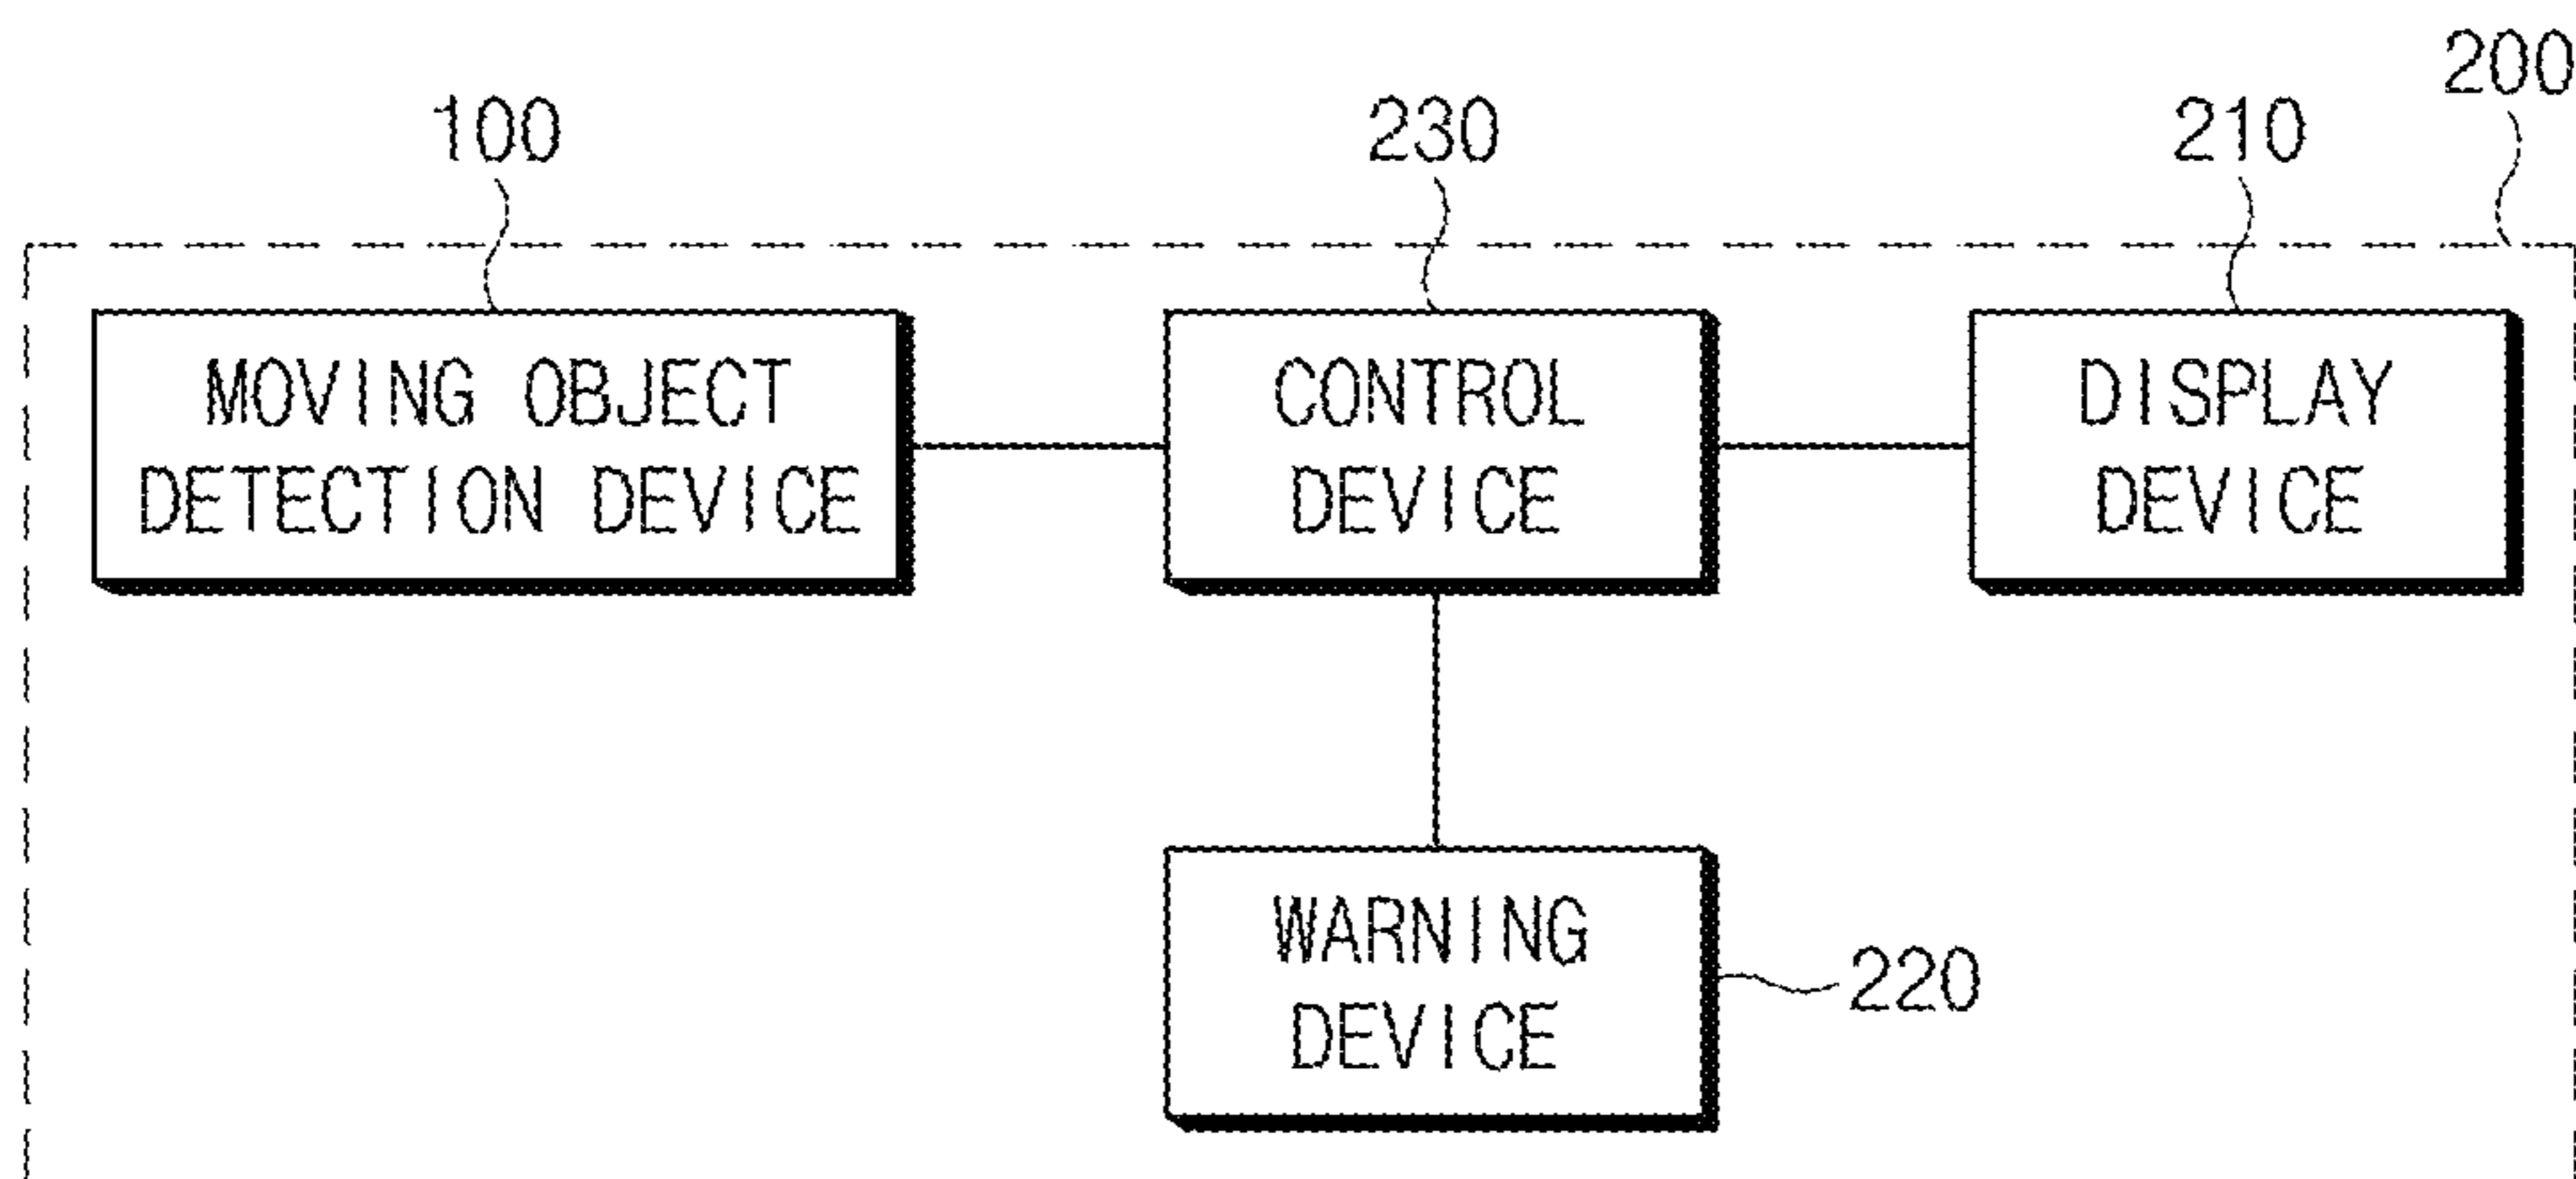 200
100
230
210
MOVING OBJECT
DETECTION DEVICE
CONTROL
DEVICE
DISPLAY
DEVICE
WARNING
DEVICE
220